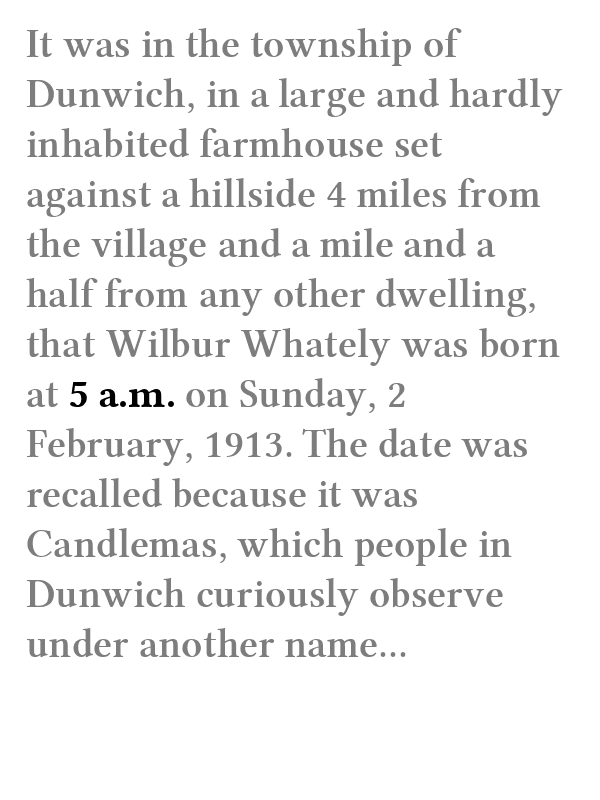 It was in the township of
Dunwich, in a large and hardly
inhabited farmhouse set
against a hillside 4 miles from
the village and a mile and a
half from any other dwelling,
that Wilbur Whately was born
at 5 a.m. on Sunday, 2
February, 1913. The date was
recalled because it was
Candlemas, which people in
Dunwich curiously observe
under another name...